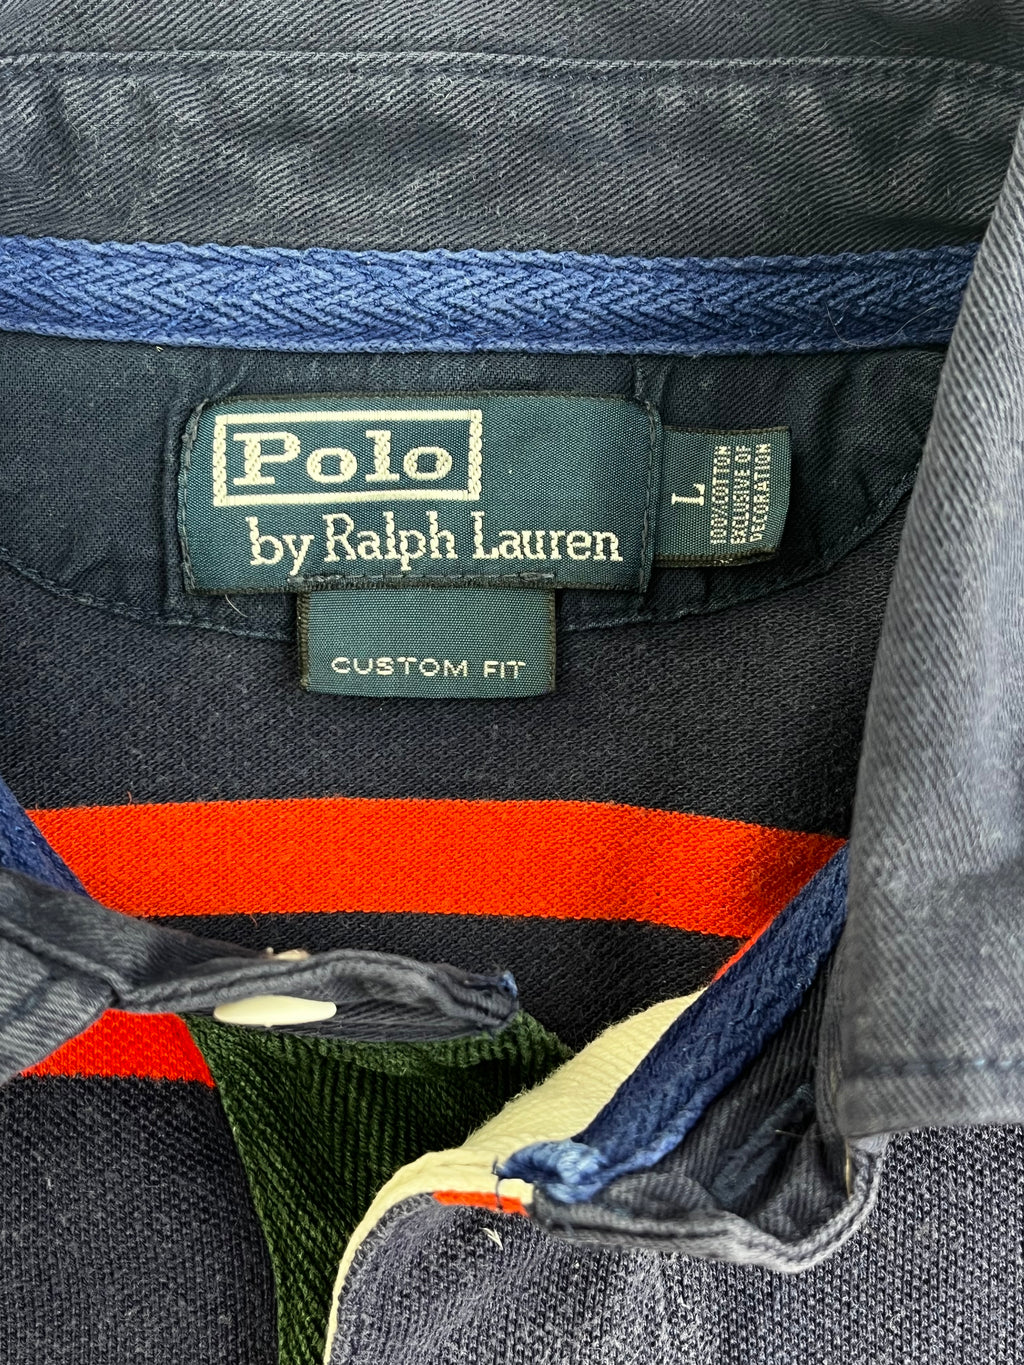 Polo
by Ralph Lauren
CUSTOM FIT
L
100% COTTON
EXCLUSIVE OF
DECORATION